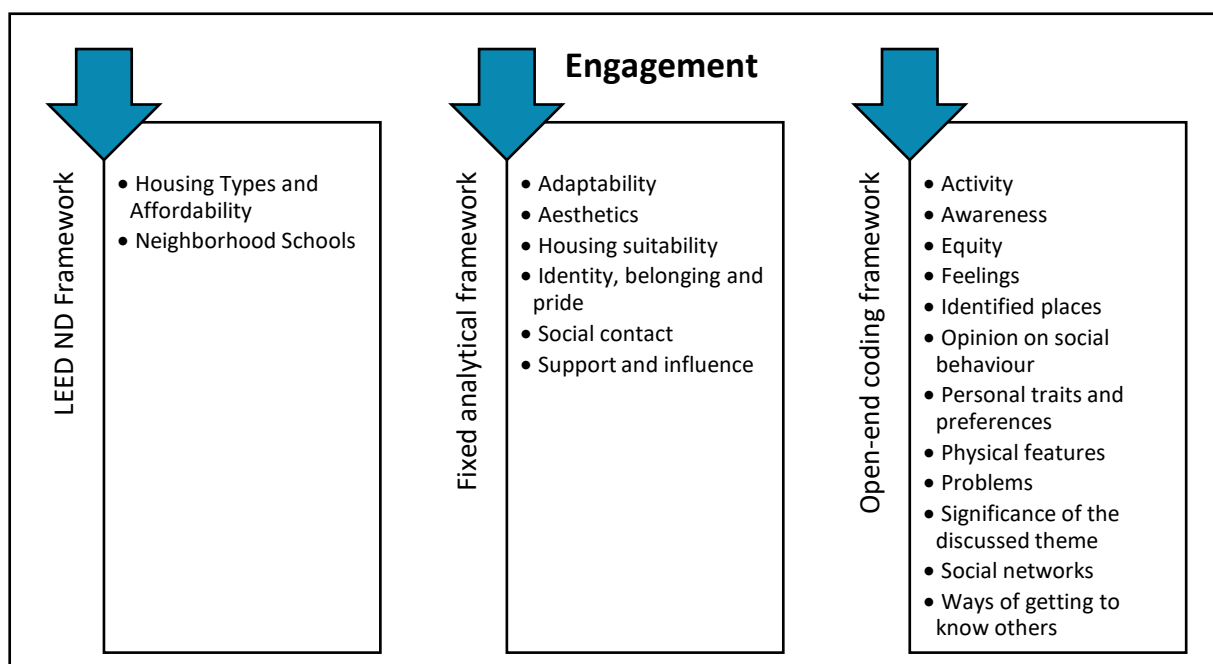 Engagement
LEED ND Framework
• Housing Types and
Affordability
• Neighborhood Schools
Fixed analytical framework
• Adaptability
• Aesthetics
• Housing suitability
• Identity, belonging and
pride
• Social contact
• Support and influence
Open-end coding framework
• Activity
• Awareness
• Equity
• Feelings
• Identified places
• Opinion on social
behaviour
• Personal traits and
preferences
• Physical features
• Problems
• Significance of the
discussed theme
• Social networks
• Ways of getting to
know others